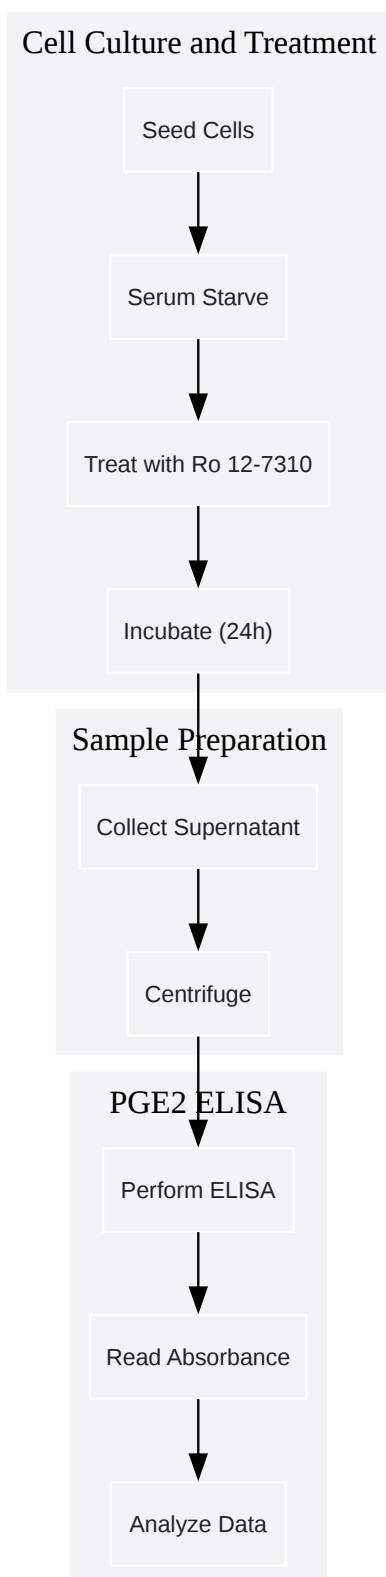 Cell Culture and Treatment
Seed Cells
Serum Starve
Treat with Ro 12-7310
Incubate (24h)
Sample Preparation
Collect Supernatant
Centrifuge
PGE2 ELISA
Perform ELISA
Read Absorbance
Analyze Data